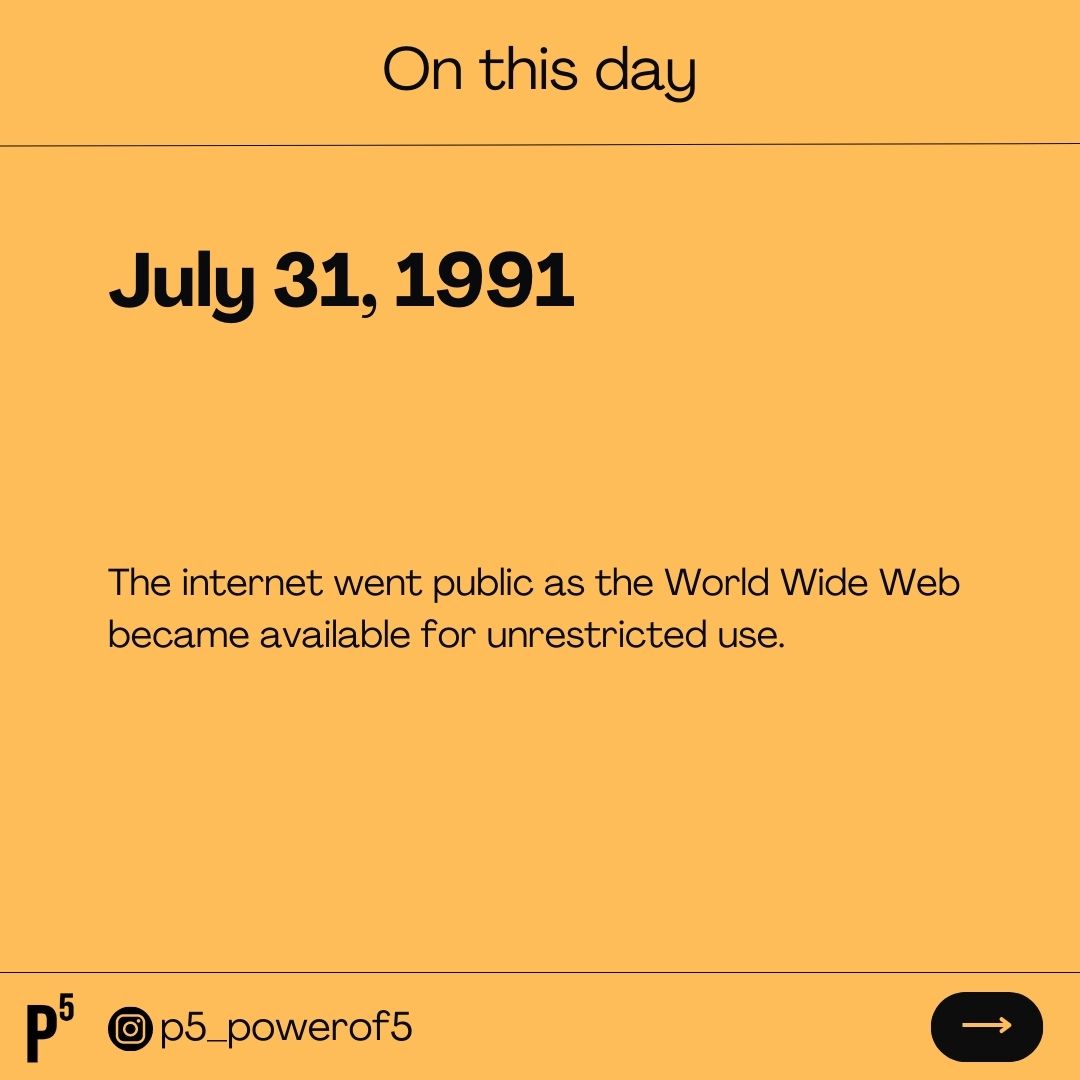 On this day
July 31, 1991
The internet went public as the World Wide Web
became available for unrestricted use.
P5 p5_powerof5